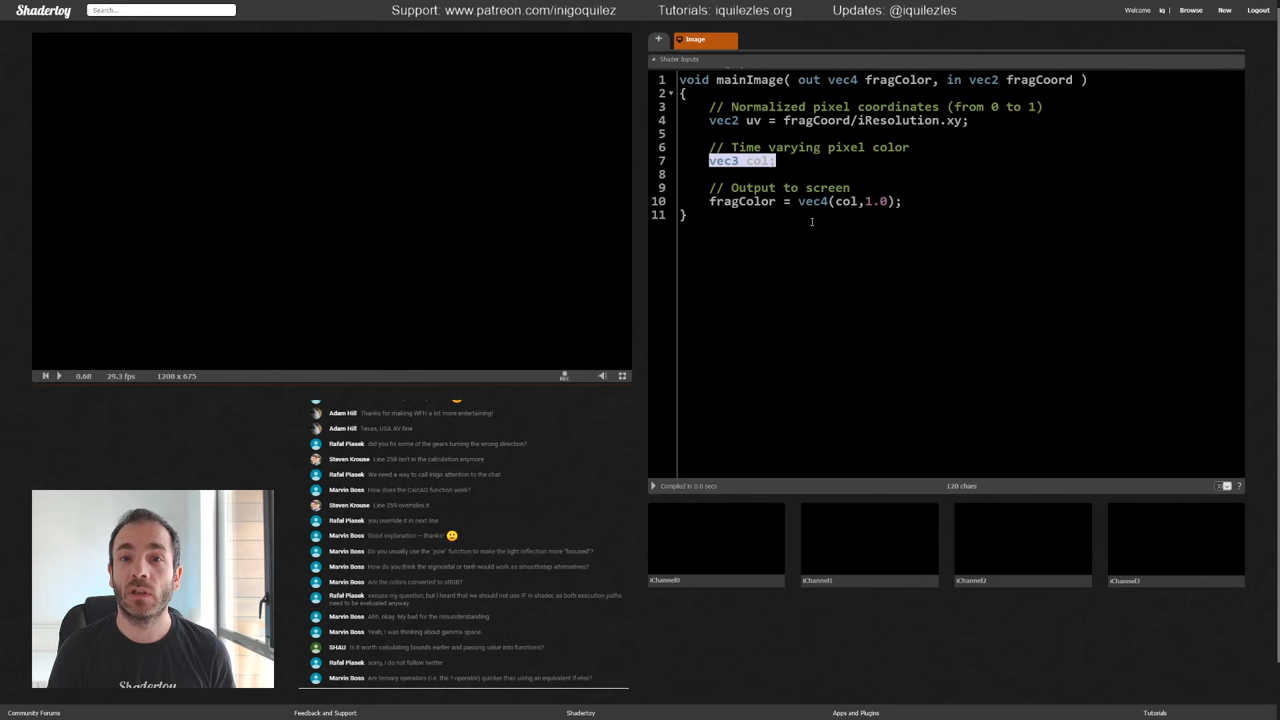 Shadertoy
Search...
Support: www.patreon.com/inigoquilez
Tutorials: iquilezles.org
Updates: @iquilezles
Welcome iq |
Browse
New
Logout
+
Image
Shader Inputs
1 void mainImage( out vec4 fragColor, in vec2 fragCoord )
2 {
3 // Normalized pixel coordinates (from 0 to 1)
4 vec2 uv = fragCoord/iResolution.xy;
5
6 // Time varying pixel color
7 vec3 col;
8
9 // Output to screen
10 fragColor = vec4(col,1.0);
11 }
0.68 29.3 fps 1200 x 675
REC
Adam Hill Thanks for making WFH a lot more entertaining!
Adam Hill Texas, USA AV fine
Rafał Piasek did you fix some of the gears turning the wrong direction?
Steven Krouse Line 258 isn't in the calculation anymore
Rafał Piasek We need a way to call Inigo attention to the chat
Marvin Boss How does the CalcAO function work?
Steven Krouse Line 259 overrides it
Rafał Piasek you override it in next line
Marvin Boss Good explanation – thanks! 🙂
Marvin Boss Do you usually use the `pow` function to make the light reflection more "focused"?
Marvin Boss How do you think the sigmoidal or tanh would work as smoothstep alternatives?
Marvin Boss Are the colors converted to sRGB?
Rafał Piasek excuse my question, but I heard that we should not use IF in shader, as both execution paths
need to be evaluated anyway
Marvin Boss Ahh, okay. My bad for the misunderstanding
Marvin Boss Yeah, I was thinking about gamma space.
SHAU Is it worth calculating bounds earlier and passing value into functions?
Rafał Piasek sorry, I do not follow twitter
Marvin Boss Are ternary operators (i.e. the ?-operator) quicker than using an equivalent if else?
Compiled in 0.0 secs
120 chars
?
iChannel0
iChannel1
iChannel2
iChannel3
Shadertoy
Community Forums
Feedback and Support
Shadertoy
Apps and Plugins
Tutorials